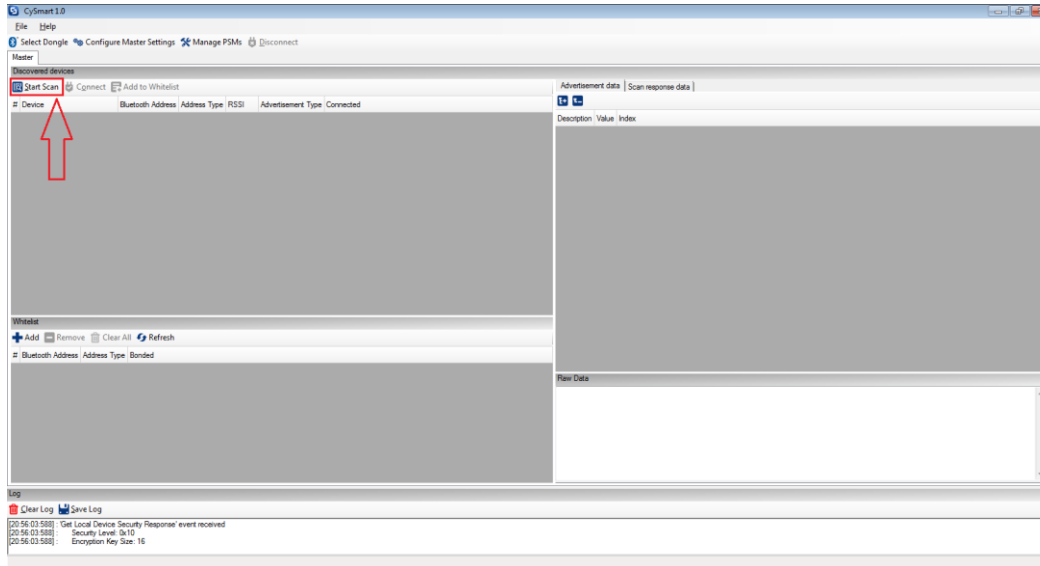 CySmart 1.0
File Help
Select Dongle Configure Master Settings Manage PSMs Disconnect
Master
Discovered devices
Start Scan Connect Add to Whitelist
# Device Bluetooth Address Address Type RSSI Advertisement Type Connected
Advertisement data Scan response data
Description Value Index
Whitelist
Add Remove Clear All Refresh
# Bluetooth Address Address Type Bonded
Raw Data
Log
Clear Log Save Log
[20:56:03:588] : 'Get Local Device Security Response' event received
[20:56:03:588] : Security Level: 0x10
[20:56:03:588] : Encryption Key Size: 16